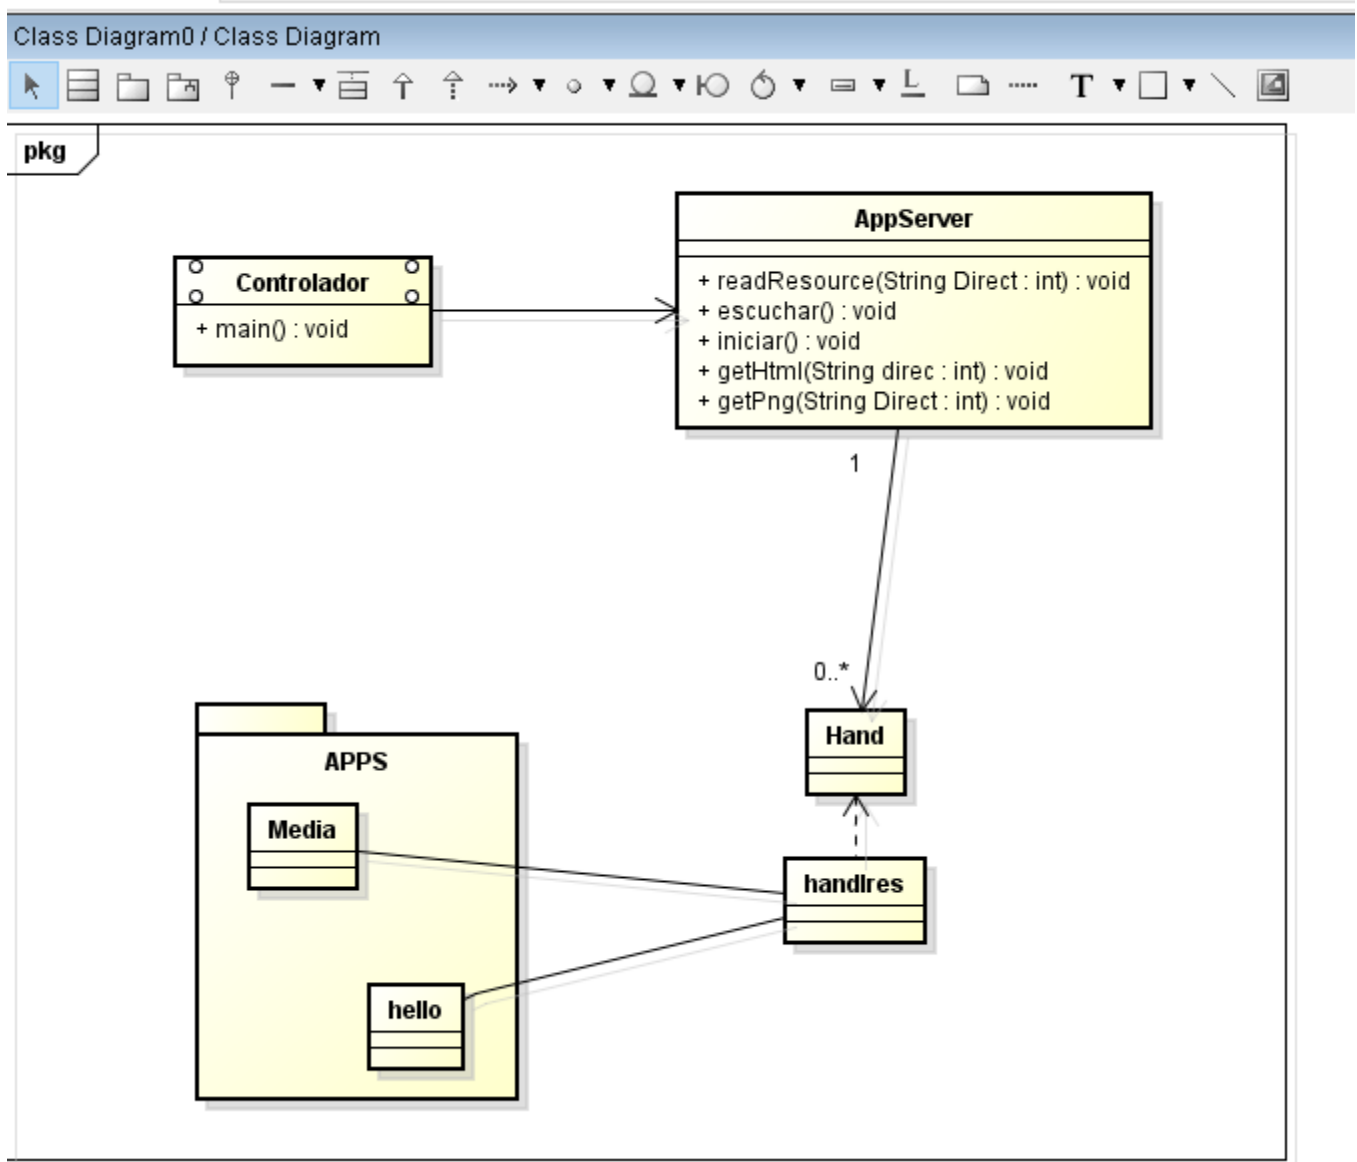 Class Diagram0 / Class Diagram
T
pkg
AppServer
+ readResource(String Direct : int) : void
+ escuchar() : void
+ iniciar() : void
+ getHtml(String direc : int) : void
+ getPng(String Direct : int) : void
Controlador
+ main() : void
1
0..*
Hand
APPS
Media
handlres
hello